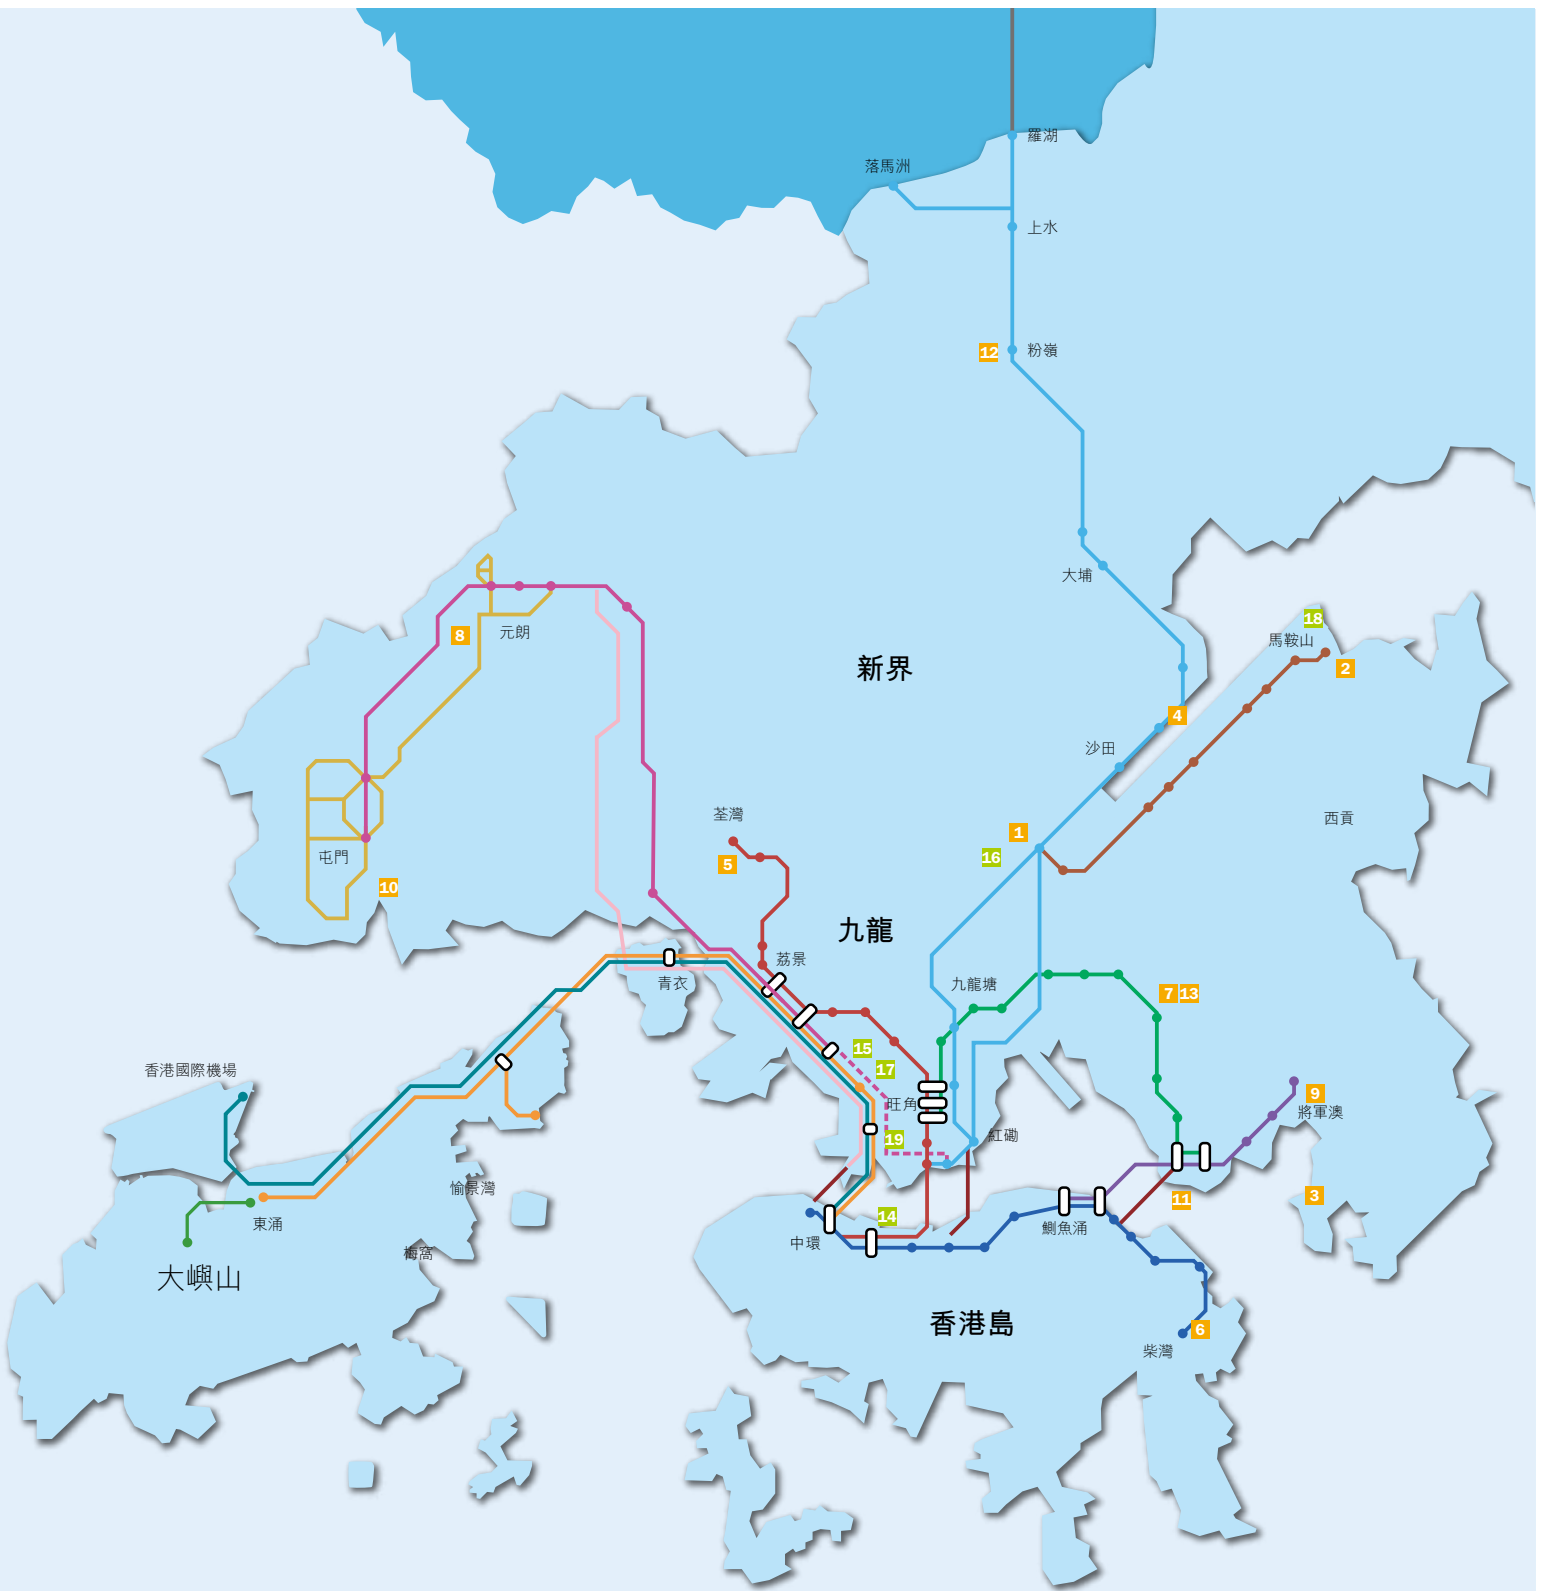 羅湖
落馬洲
上水
12
粉嶺
大埔
18
馬鞍山
8
元朗
新界
2
4
沙田
荃灣
西貢
1
16
5
屯門
10
九龍
荔景
青衣
九龍塘
7
13
15
17
香港國際機場
旺角
9
將軍澳
19
紅磡
愉景灣
3
11
14
東涌
鰂魚涌
中環
梅窩
大嶼山
香港島
6
柴灣